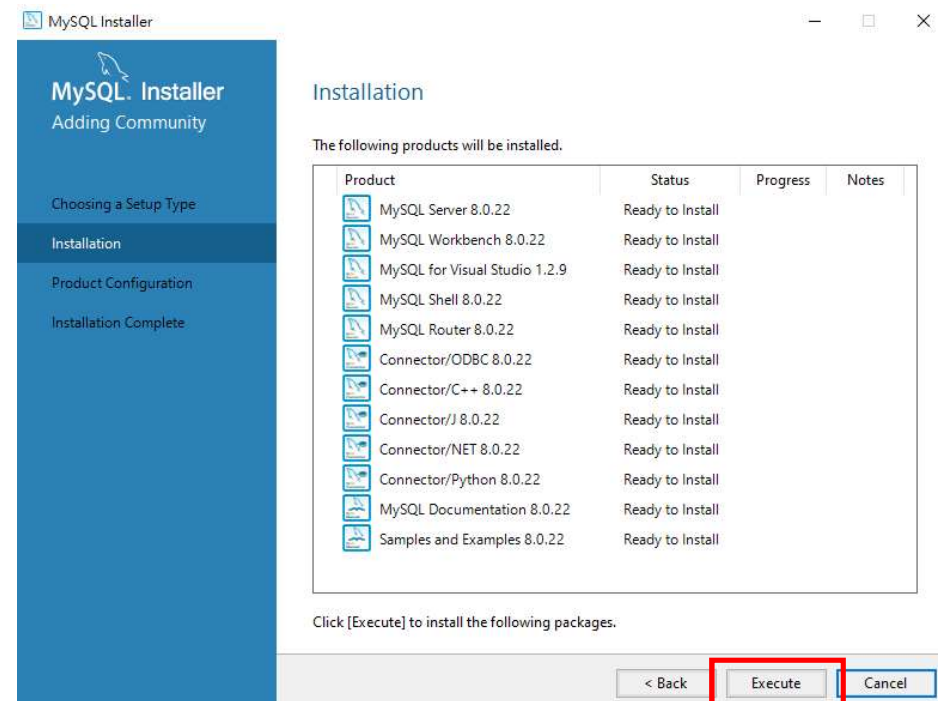 MySQL Installer
MySQL. Installer
Adding Community
Choosing a Setup Type
Installation
Product Configuration
Installation Complete
Installation
The following products will be installed.
Product Status Progress Notes
MySQL Server 8.0.22 Ready to Install
MySQL Workbench 8.0.22 Ready to Install
MySQL for Visual Studio 1.2.9 Ready to Install
MySQL Shell 8.0.22 Ready to Install
MySQL Router 8.0.22 Ready to Install
Connector/ODBC 8.0.22 Ready to Install
Connector/C++ 8.0.22 Ready to Install
Connector/J 8.0.22 Ready to Install
Connector/NET 8.0.22 Ready to Install
Connector/Python 8.0.22 Ready to Install
MySQL Documentation 8.0.22 Ready to Install
Samples and Examples 8.0.22 Ready to Install
Click [Execute] to install the following packages.
< Back Execute Cancel